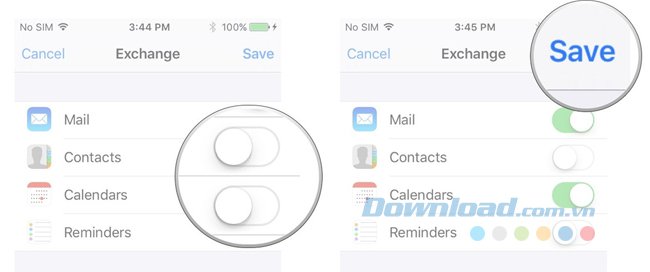 No SIM 3:44 PM 100%
Cancel Exchange Save
Mail
Contacts
Calendars
Reminders
No SIM 3:45 PM
Cancel Exchange Save
Mail
Contacts
Calendars
Reminders
Download.com.vn